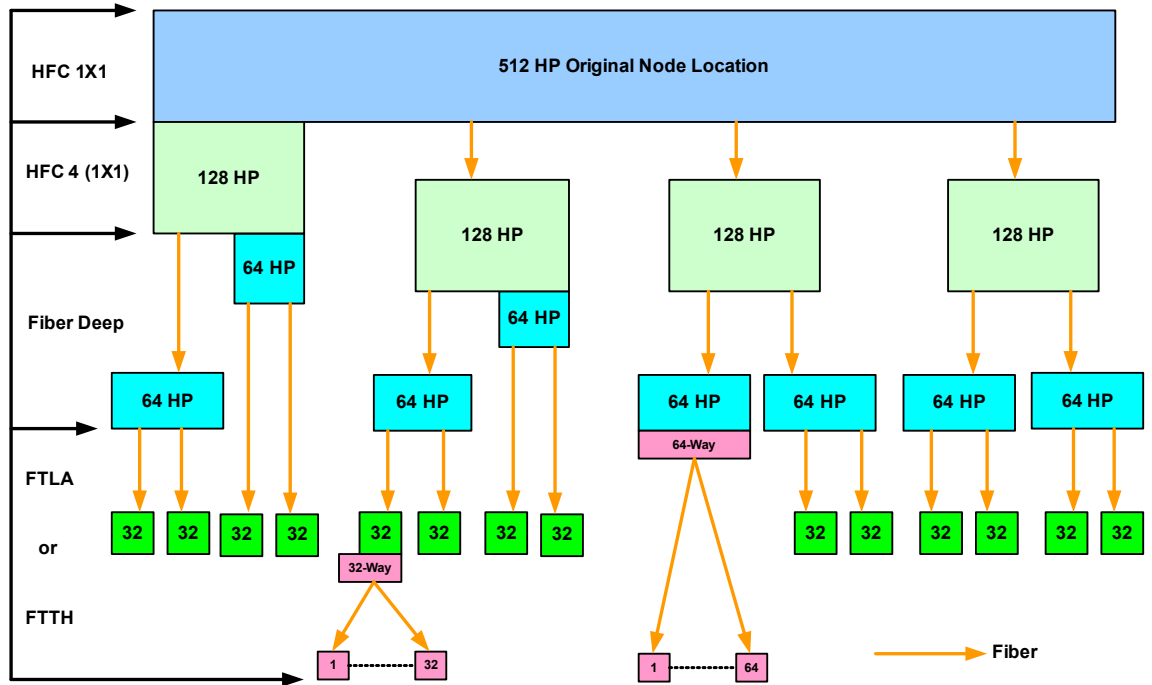 HFC 1X1
512 HP Original Node Location
HFC 4 (1X1)
128 HP
128 HP
128 HP
128 HP
64 HP
64 HP
Fiber Deep
64 HP
64 HP
64 HP
64 HP
64 HP
64 HP
64-Way
FTLA
32
32
32
32
32
32
32
32
32
32
32
32
32
32
or
32-Way
FTTH
1
32
1
64
Fiber